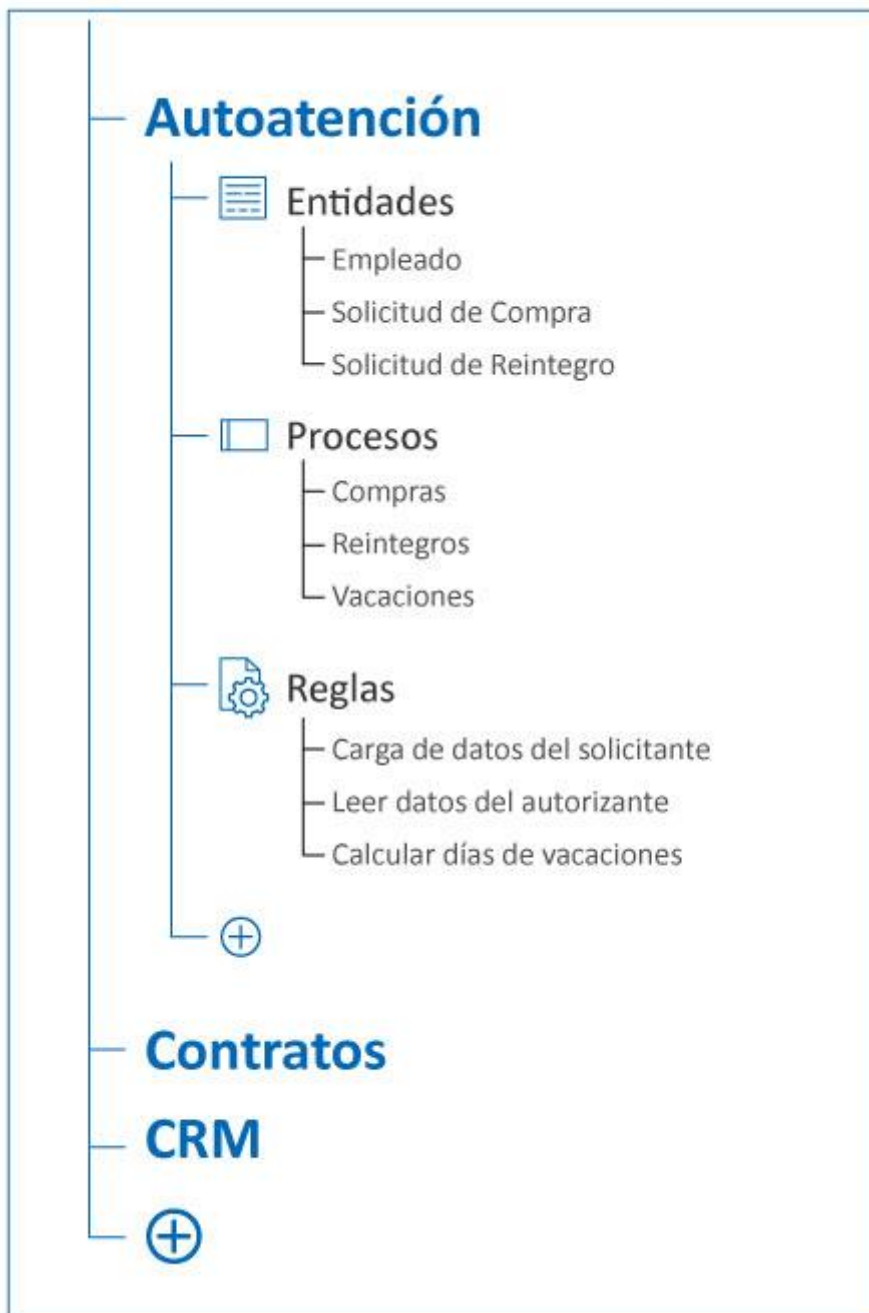 Autoatención
Entidades
Empleado
Solicitud de Compra
Solicitud de Reintegro
Procesos
Compras
Reintegros
Vacaciones
Reglas
Carga de datos del solicitante
Leer datos del autorizante
Calcular días de vacaciones
Contratos
CRM